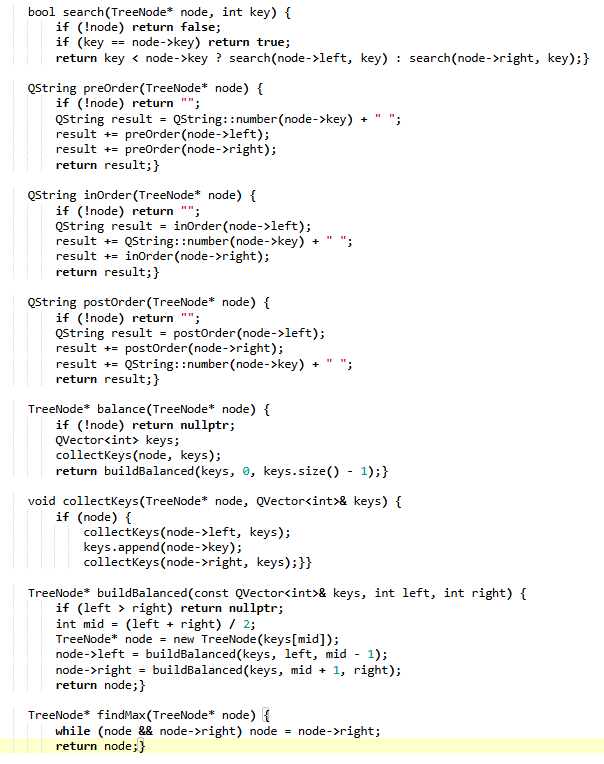 bool search(TreeNode* node, int key) {
    if (!node) return false;
    if (key == node->key) return true;
    return key < node->key ? search(node->left, key) : search(node->right, key);}

QString preOrder(TreeNode* node) {
    if (!node) return "";
    QString result = QString::number(node->key) + " ";
    result += preOrder(node->left);
    result += preOrder(node->right);
    return result;}

QString inOrder(TreeNode* node) {
    if (!node) return "";
    QString result = inOrder(node->left);
    result += QString::number(node->key) + " ";
    result += inOrder(node->right);
    return result;}

QString postOrder(TreeNode* node) {
    if (!node) return "";
    QString result = postOrder(node->left);
    result += postOrder(node->right);
    result += QString::number(node->key) + " ";
    return result;}

TreeNode* balance(TreeNode* node) {
    if (!node) return nullptr;
    QVector<int> keys;
    collectKeys(node, keys);
    return buildBalanced(keys, 0, keys.size() - 1);}

void collectKeys(TreeNode* node, QVector<int>& keys) {
    if (node) {
        collectKeys(node->left, keys);
        keys.append(node->key);
        collectKeys(node->right, keys);}}

TreeNode* buildBalanced(const QVector<int>& keys, int left, int right) {
    if (left > right) return nullptr;
    int mid = (left + right) / 2;
    TreeNode* node = new TreeNode(keys[mid]);
    node->left = buildBalanced(keys, left, mid - 1);
    node->right = buildBalanced(keys, mid + 1, right);
    return node;}

TreeNode* findMax(TreeNode* node) {
    while (node && node->right) node = node->right;
    return node;}